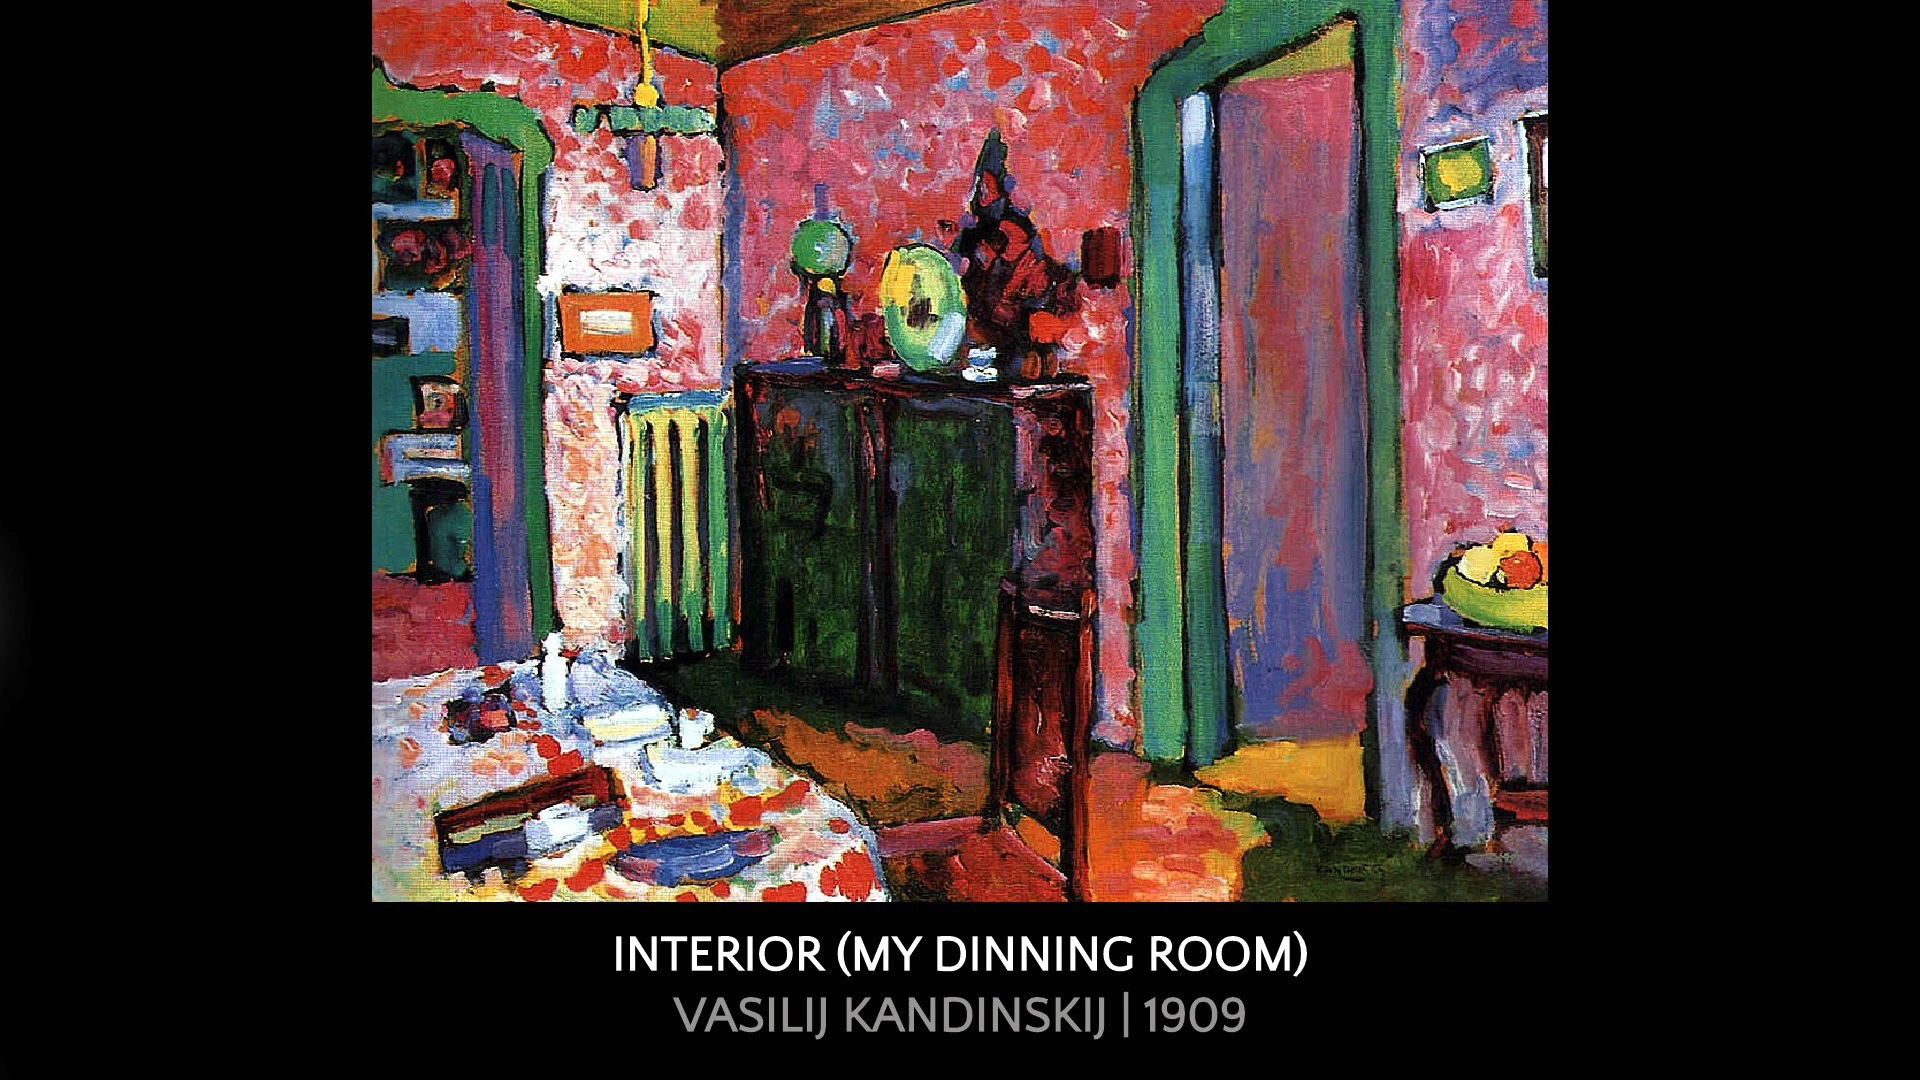 INTERIOR (MY DINNING ROOM)
VASILIJ KANDINSKIJ | 1909